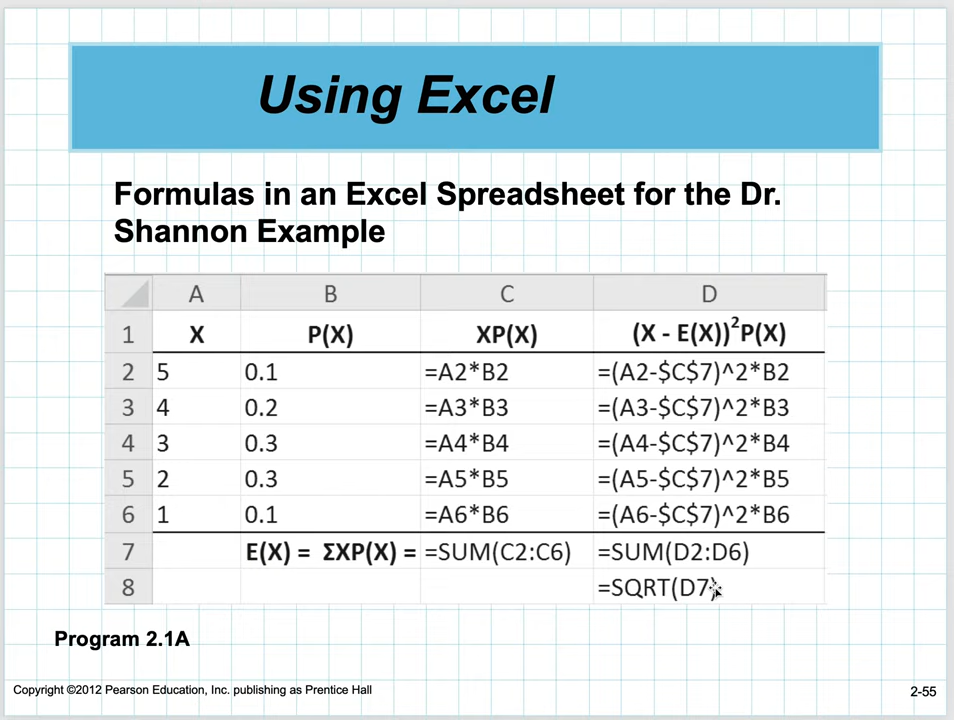 Using Excel
Formulas in an Excel Spreadsheet for the Dr.
Shannon Example
A B C D
1 X P(X) XP(X) (X - E(X))²P(X)
2 5 0.1 =A2*B2 =(A2-$C$7)^2*B2
3 4 0.2 =A3*B3 =(A3-$C$7)^2*B3
4 3 0.3 =A4*B4 =(A4-$C$7)^2*B4
5 2 0.3 =A5*B5 =(A5-$C$7)^2*B5
6 1 0.1 =A6*B6 =(A6-$C$7)^2*B6
7 E(X) = ΣXP(X) = =SUM(C2:C6) =SUM(D2:D6)
8 =SQRT(D7)
Program 2.1A
Copyright ©2012 Pearson Education, Inc. publishing as Prentice Hall
2-55